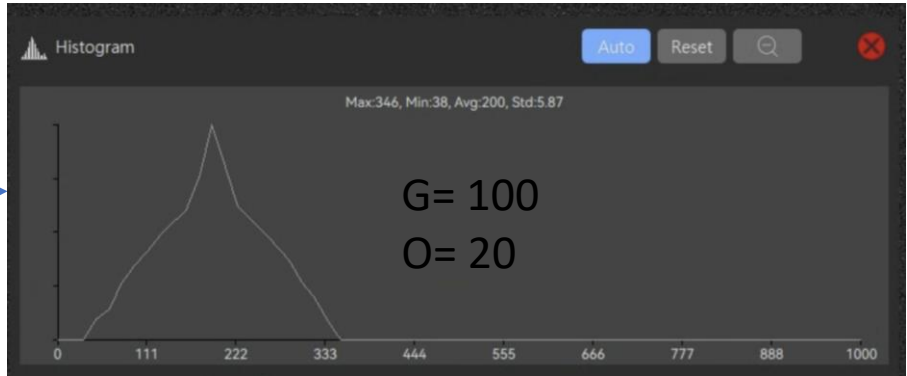 Histogram
Auto
Reset
Max:346, Min:38, Avg:200, Std:5.87
G= 100
O= 20
0 111 222 333 444 555 666 777 888 1000